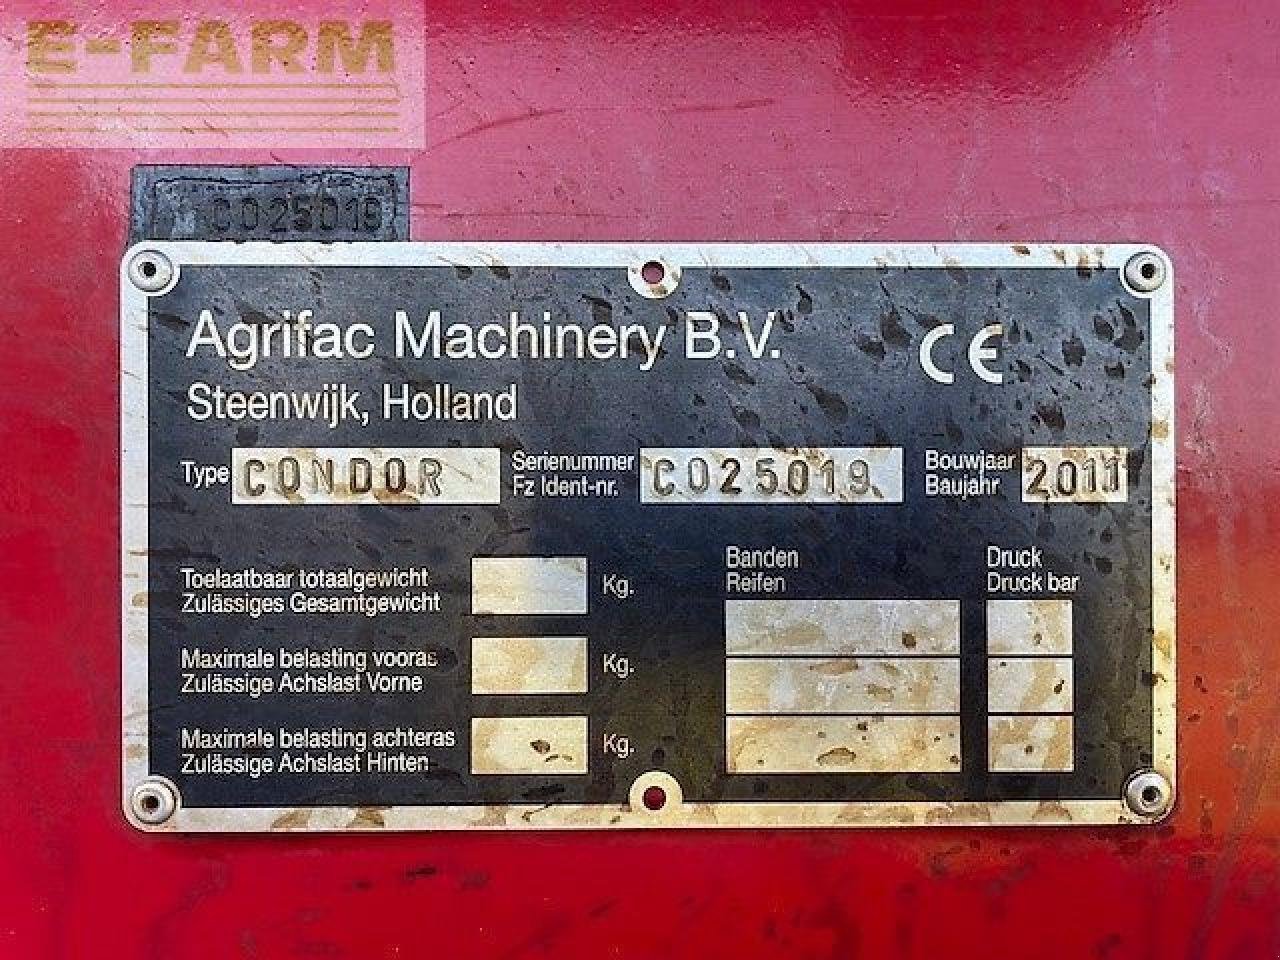 E-FARM
CO25019
Agrifac Machinery B.V.
CE
Steenwijk, Holland
Type CONDOR
Serienummer
Fz Ident-nr. CO25019
Bouwjaar
Baujahr 2011
Toelaatbaar totaalgewicht
Zulässiges Gesamtgewicht
Kg.
Maximale belasting vooras
Zulässige Achslast Vorne
Kg.
Maximale belasting achteras
Zulässige Achslast Hinten
Kg.
Banden
Reifen
Druck
Druck bar